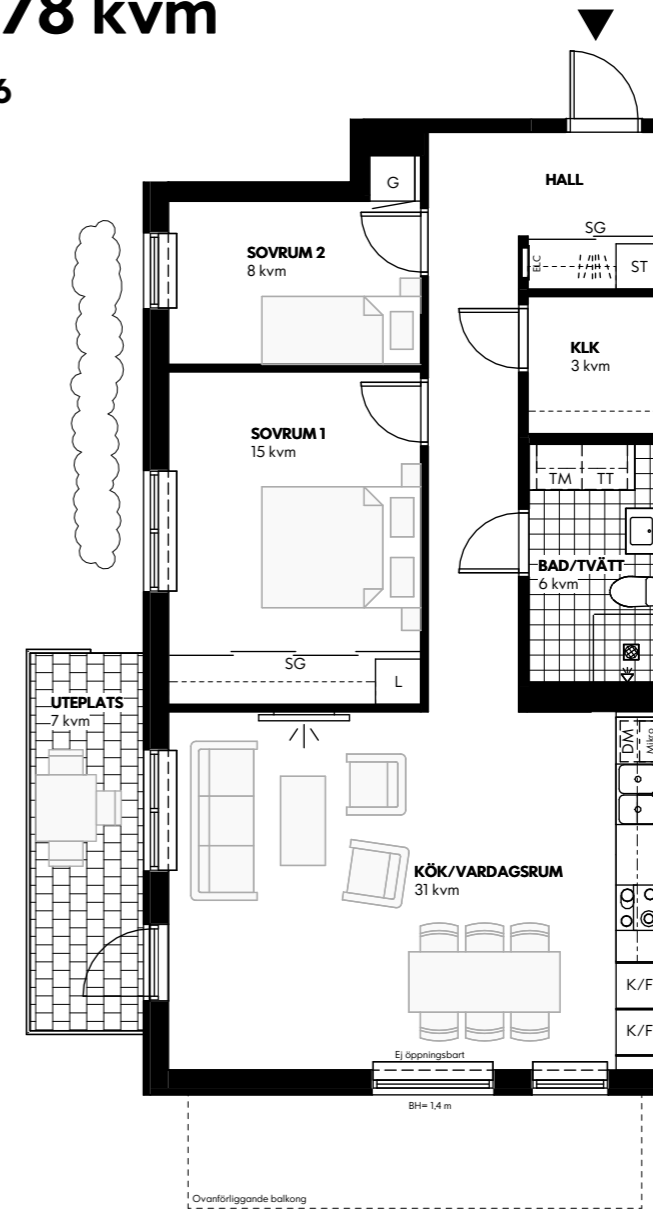 78 kvm
6
HALL
G
SG
ELC
ST
SOVRUM 2
8 kvm
KLK
3 kvm
SOVRUM 1
15 kvm
TM
TT
BAD/TVÄTT
6 kvm
SG
L
UTEPLATS
7 kvm
DM
Mikro
KÖK/VARDAGSRUM
31 kvm
K/F
K/F
Ej öppningsbart
BH= 1,4 m
Ovanförliggande balkong